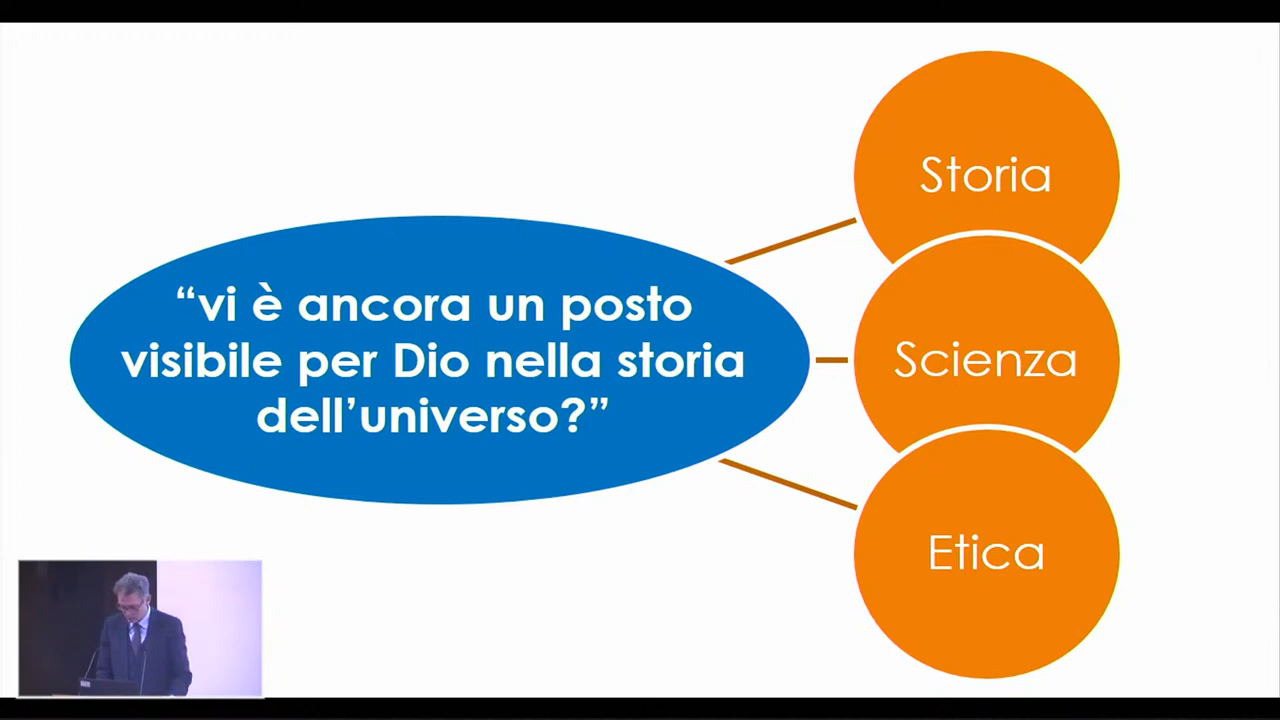 “vi è ancora un posto
visibile per Dio nella storia
dell’universo?”
Storia
Scienza
Etica